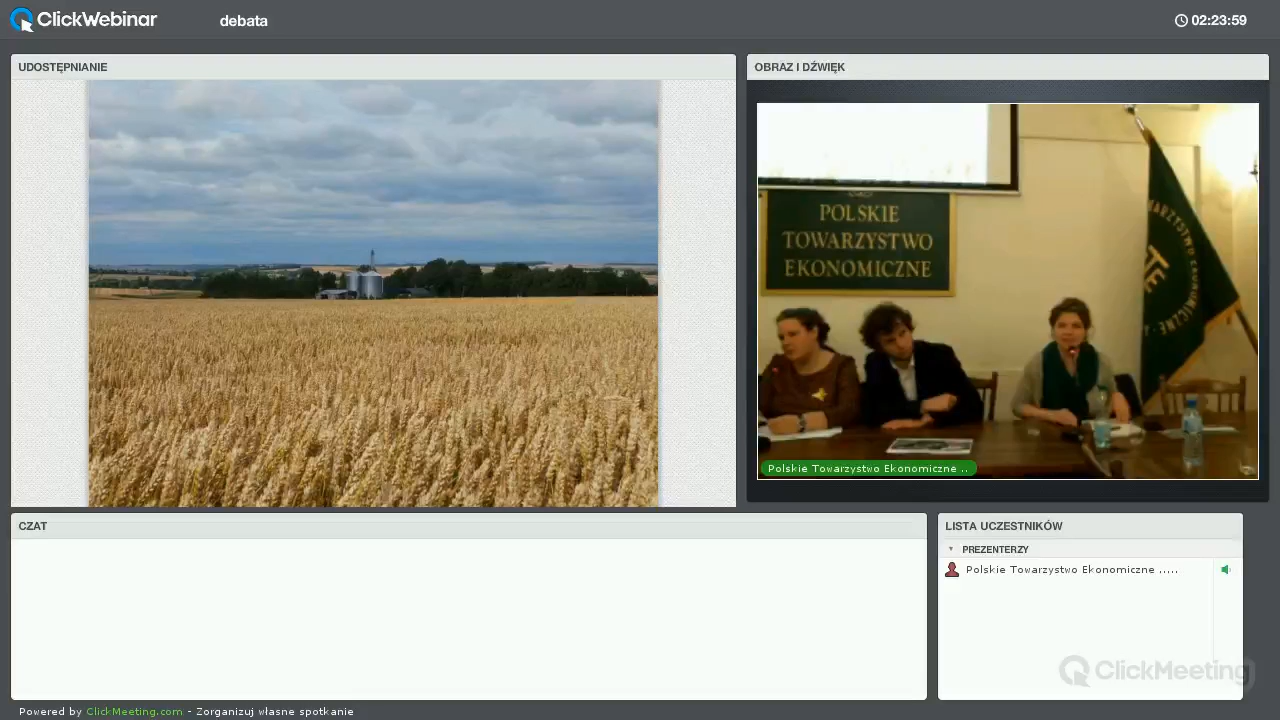 ClickWebinar
debata
02:23:59
UDOSTĘPNIANIE
OBRAZ I DŹWIĘK
POLSKIE
TOWARZYSTWO
EKONOMICZNE
Polskie Towarzystwo Ekonomiczne ..
CZAT
LISTA UCZESTNIKÓW
PREZENTERZY
Polskie Towarzystwo Ekonomiczne .....
ClickMeeting
Powered by ClickMeeting.com - Zorganizuj własne spotkanie